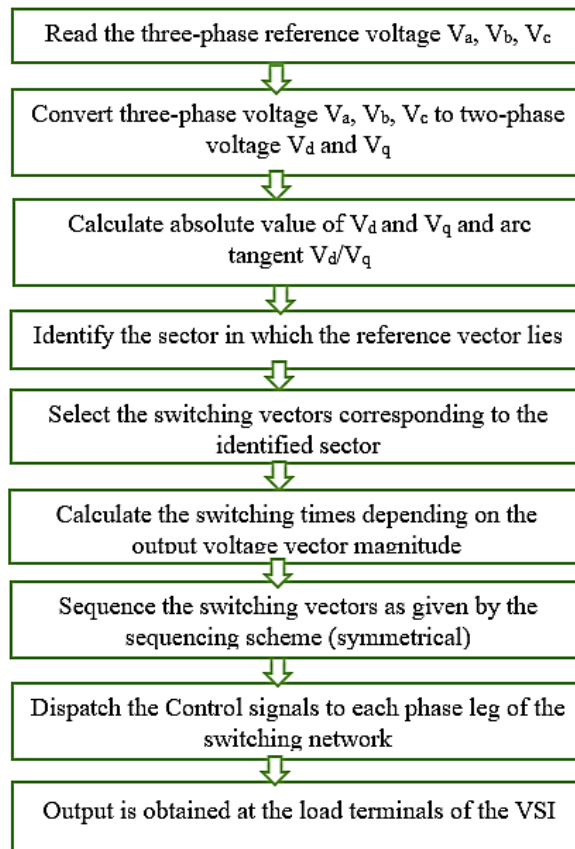 Read the three-phase reference voltage Va, Vb, Vc
Convert three-phase voltage Va, Vb, Vc to two-phase
voltage Vd and Vq
Calculate absolute value of Vd and Vq and arc
tangent Vd/Vq
Identify the sector in which the reference vector lies
Select the switching vectors corresponding to the
identified sector
Calculate the switching times depending on the
output voltage vector magnitude
Sequence the switching vectors as given by the
sequencing scheme (symmetrical)
Dispatch the Control signals to each phase leg of the
switching network
Output is obtained at the load terminals of the VSI